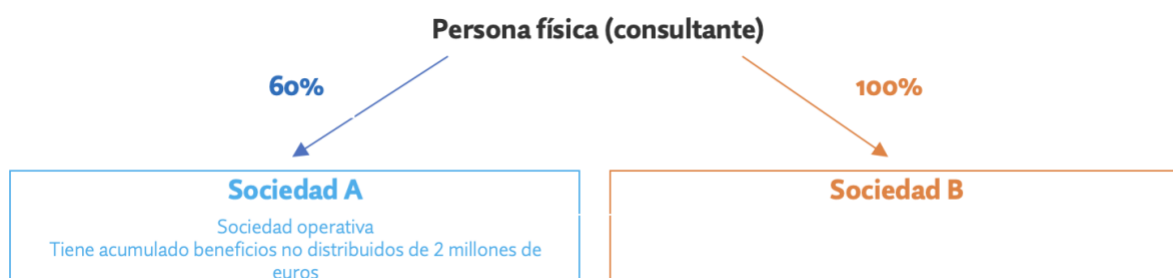 Persona física (consultante)
60%
100%
Sociedad A
Sociedad B
Sociedad operativa
Tiene acumulado beneficios no distribuidos de 2 millones de
euros